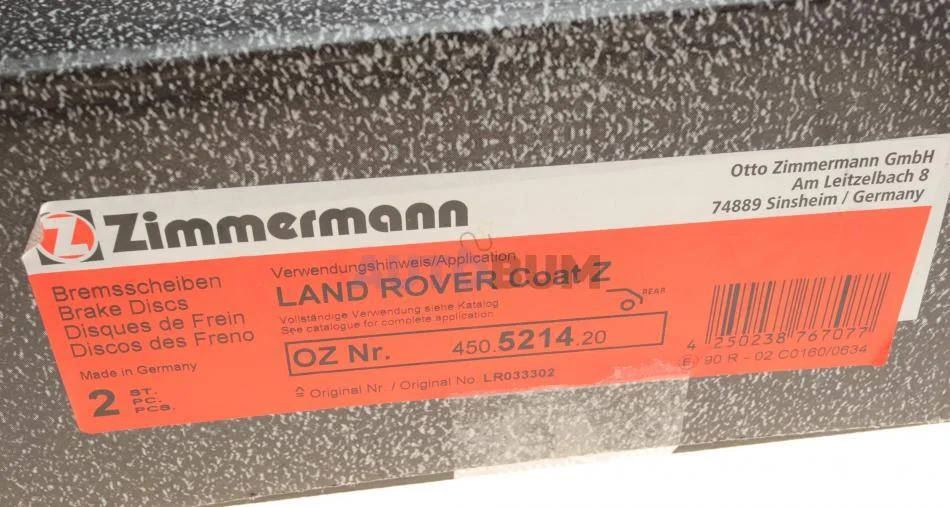 Z Zimmermann
Otto Zimmermann GmbH
Am Leitzelbach 8
74889 Sinsheim / Germany
Bremsscheiben
Brake Discs
Disques de Frein
Discos des Freno
Made in Germany
2 ST.
PC.
PCS.
Verwendungshinweis/Application
LAND ROVER Coat Z
Vollständige Verwendung siehe Katalog
See catalogue for complete application
REAR
OZ Nr. 450.5214.20
≙ Original Nr. / Original No. LR033302
4 250238 767077
E1 90 R - 02 C0160/0634